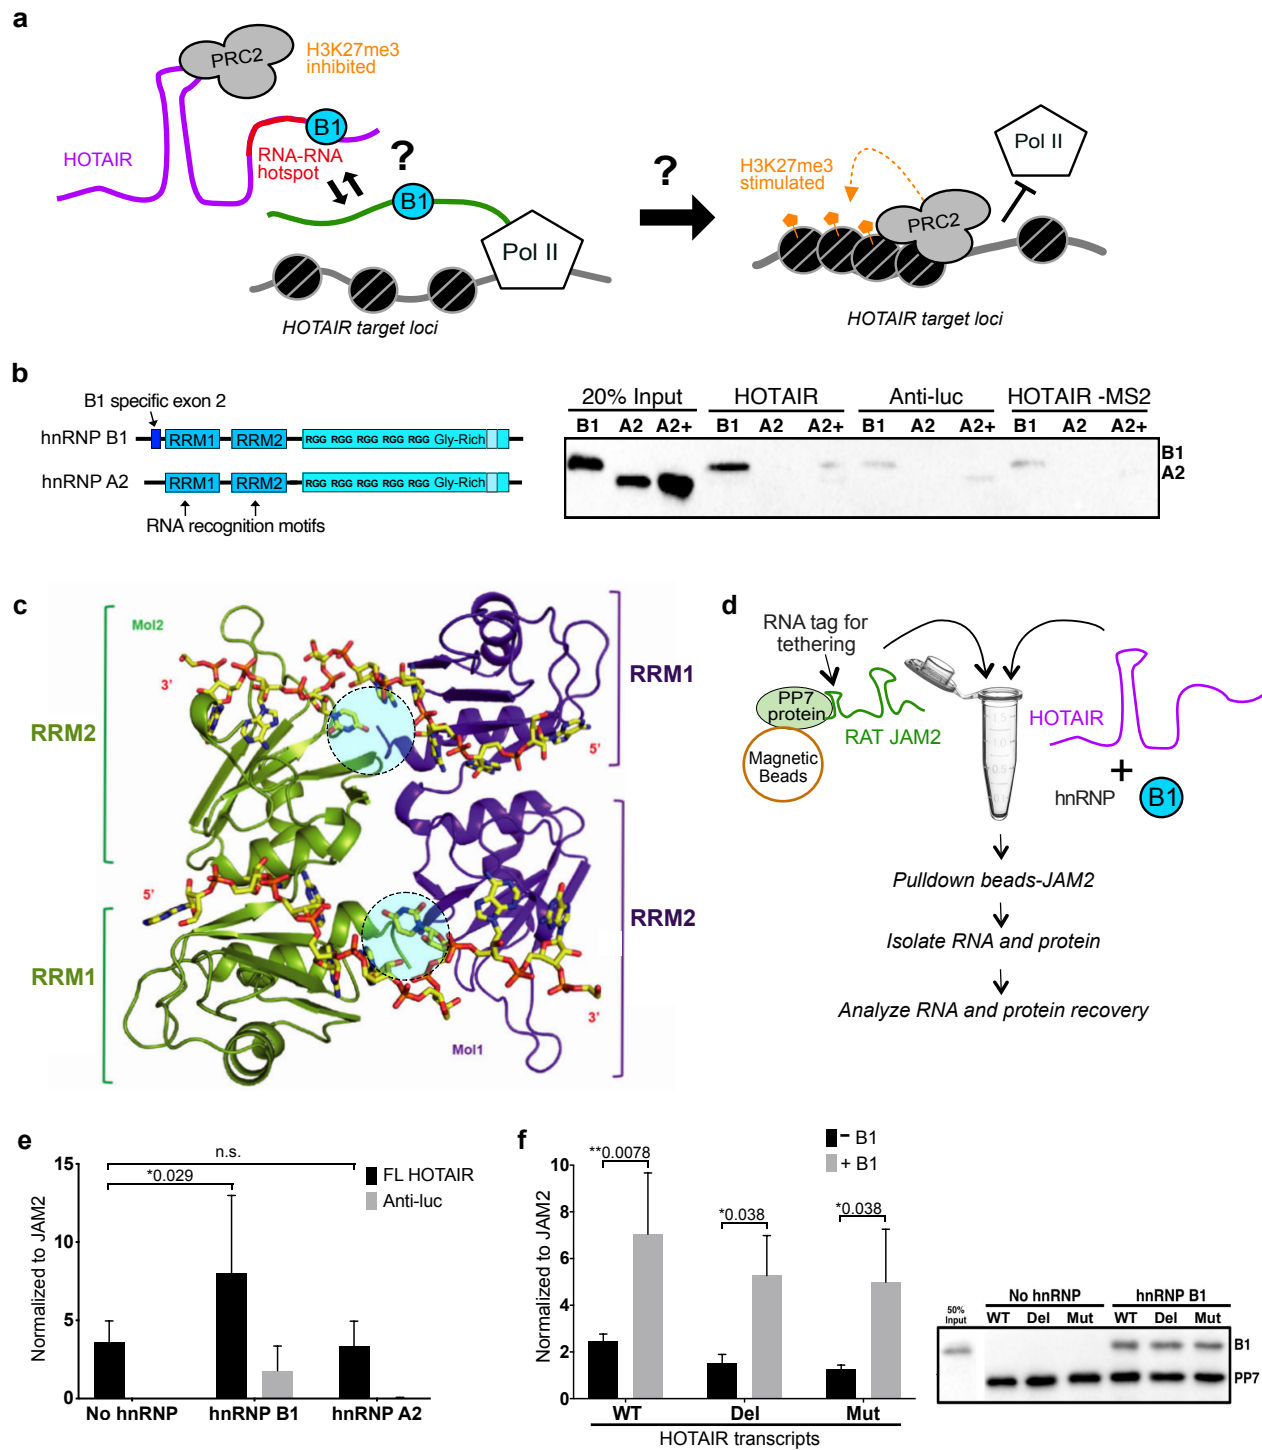 a
PRC2
H3K27me3
inhibited
HOTAIR
B1
RNA-RNA
hotspot
?
B1
Pol II
HOTAIR target loci
?
H3K27me3
stimulated
PRC2
Pol II
HOTAIR target loci
b
B1 specific exon 2
hnRNP B1
RRM1
RRM2
RGG RGG RGG RGG RGG Gly-Rich
hnRNP A2
RRM1
RRM2
RGG RGG RGG RGG RGG Gly-Rich
RNA recognition motifs
20% Input HOTAIR Anti-luc HOTAIR -MS2
B1 A2 A2+ B1 A2 A2+ B1 A2 A2+ B1 A2 A2+
B1
A2
c
Mol2
3'
RRM2
5'
RRM1
RRM1
5'
RRM2
3'
Mol1
d
RNA tag for
tethering
PP7
protein
RAT JAM2
Magnetic
Beads
HOTAIR
+
hnRNP B1
1.5
1.0
0.5
Pulldown beads-JAM2
Isolate RNA and protein
Analyze RNA and protein recovery
e
n.s.
*0.029
FL HOTAIR
Anti-luc
Normalized to JAM2
15
10
5
0
No hnRNP hnRNP B1 hnRNP A2
f
- B1
+ B1
**0.0078
*0.038
*0.038
Normalized to JAM2
10
8
6
4
2
0
WT Del Mut
HOTAIR transcripts
50%
Input
No hnRNP hnRNP B1
WT Del Mut WT Del Mut
B1
PP7